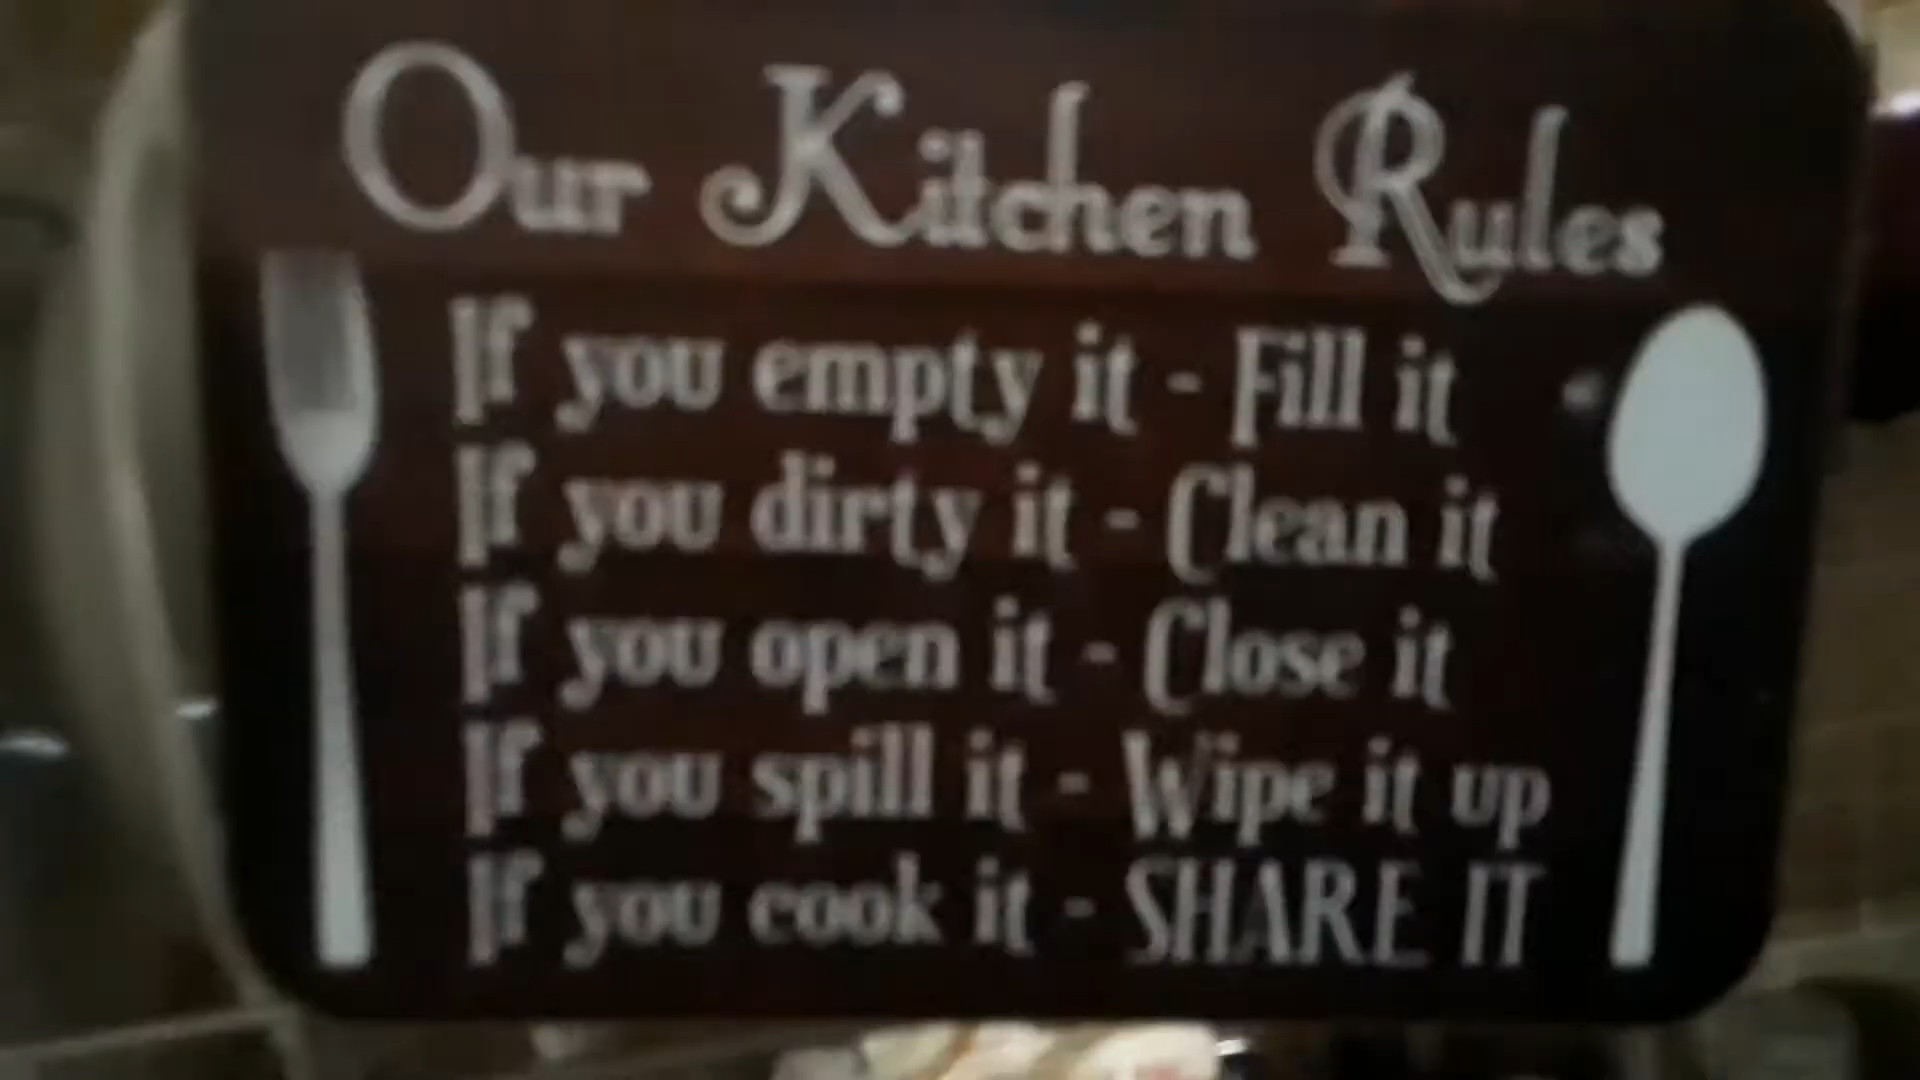 Our Kitchen Rules
If you empty it - Fill it
If you dirty it - Clean it
If you open it - Close it
If you spill it - Wipe it up
If you cook it - SHARE IT